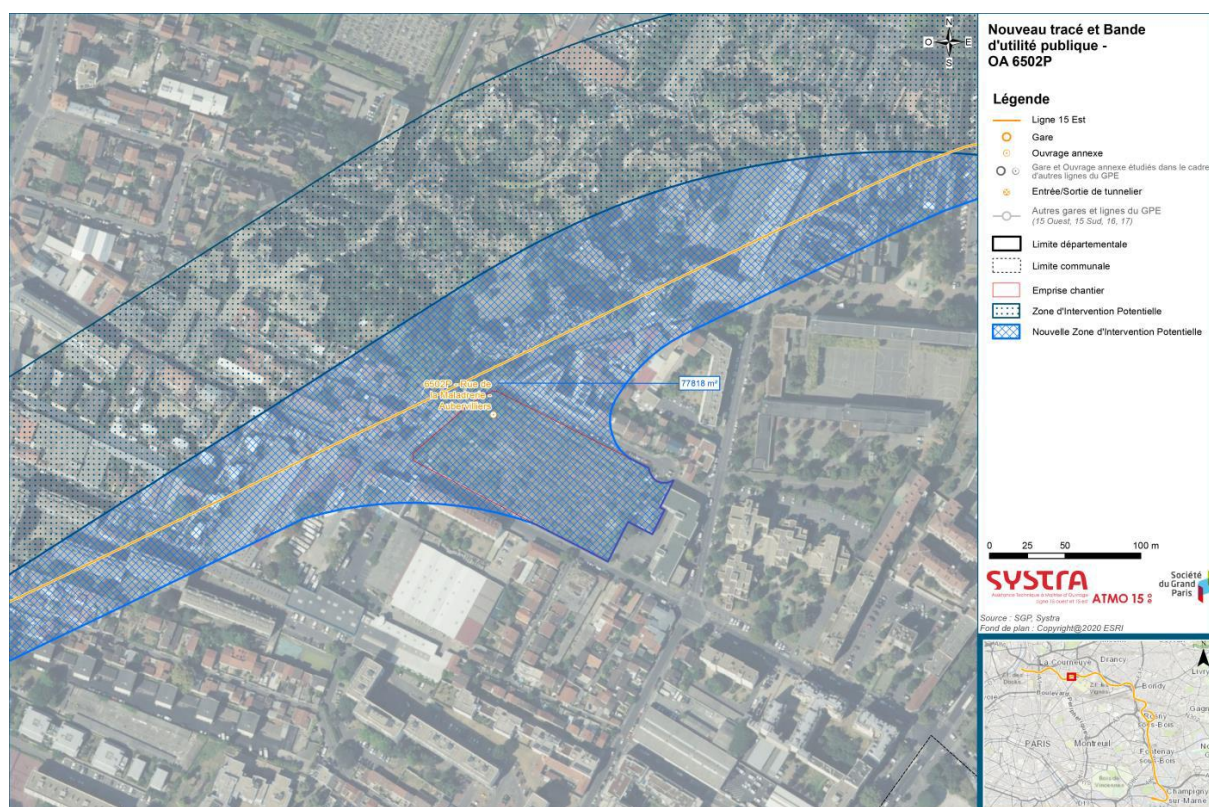 N
O
E
S
6502P - Rue de
la Maladrerie -
Aubervilliers
77818 m²
Nouveau tracé et Bande
d'utilité publique -
OA 6502P
Légende
Ligne 15 Est
Gare
Ouvrage annexe
Gare et Ouvrage annexe étudiés dans le cadre
d'autres lignes du GPE
Entrée/Sortie de tunnelier
Autres gares et lignes du GPE
(15 Ouest, 15 Sud, 16, 17)
Limite départementale
Limite communale
Emprise chantier
Zone d'Intervention Potentielle
Nouvelle Zone d'Intervention Potentielle
0 25 50 100 m
SYSTRA
ATMO 15
Société
du Grand
Paris
Source : SGP, Systra
Fond de plan : Copyright@2020 ESRI
La Courneuve
Drancy
Livry
Bondy
Gagn
Rosny
sous-Bois
PARIS
Montreuil
Fontenay
sous-Bois
Champigny
sur-Marne